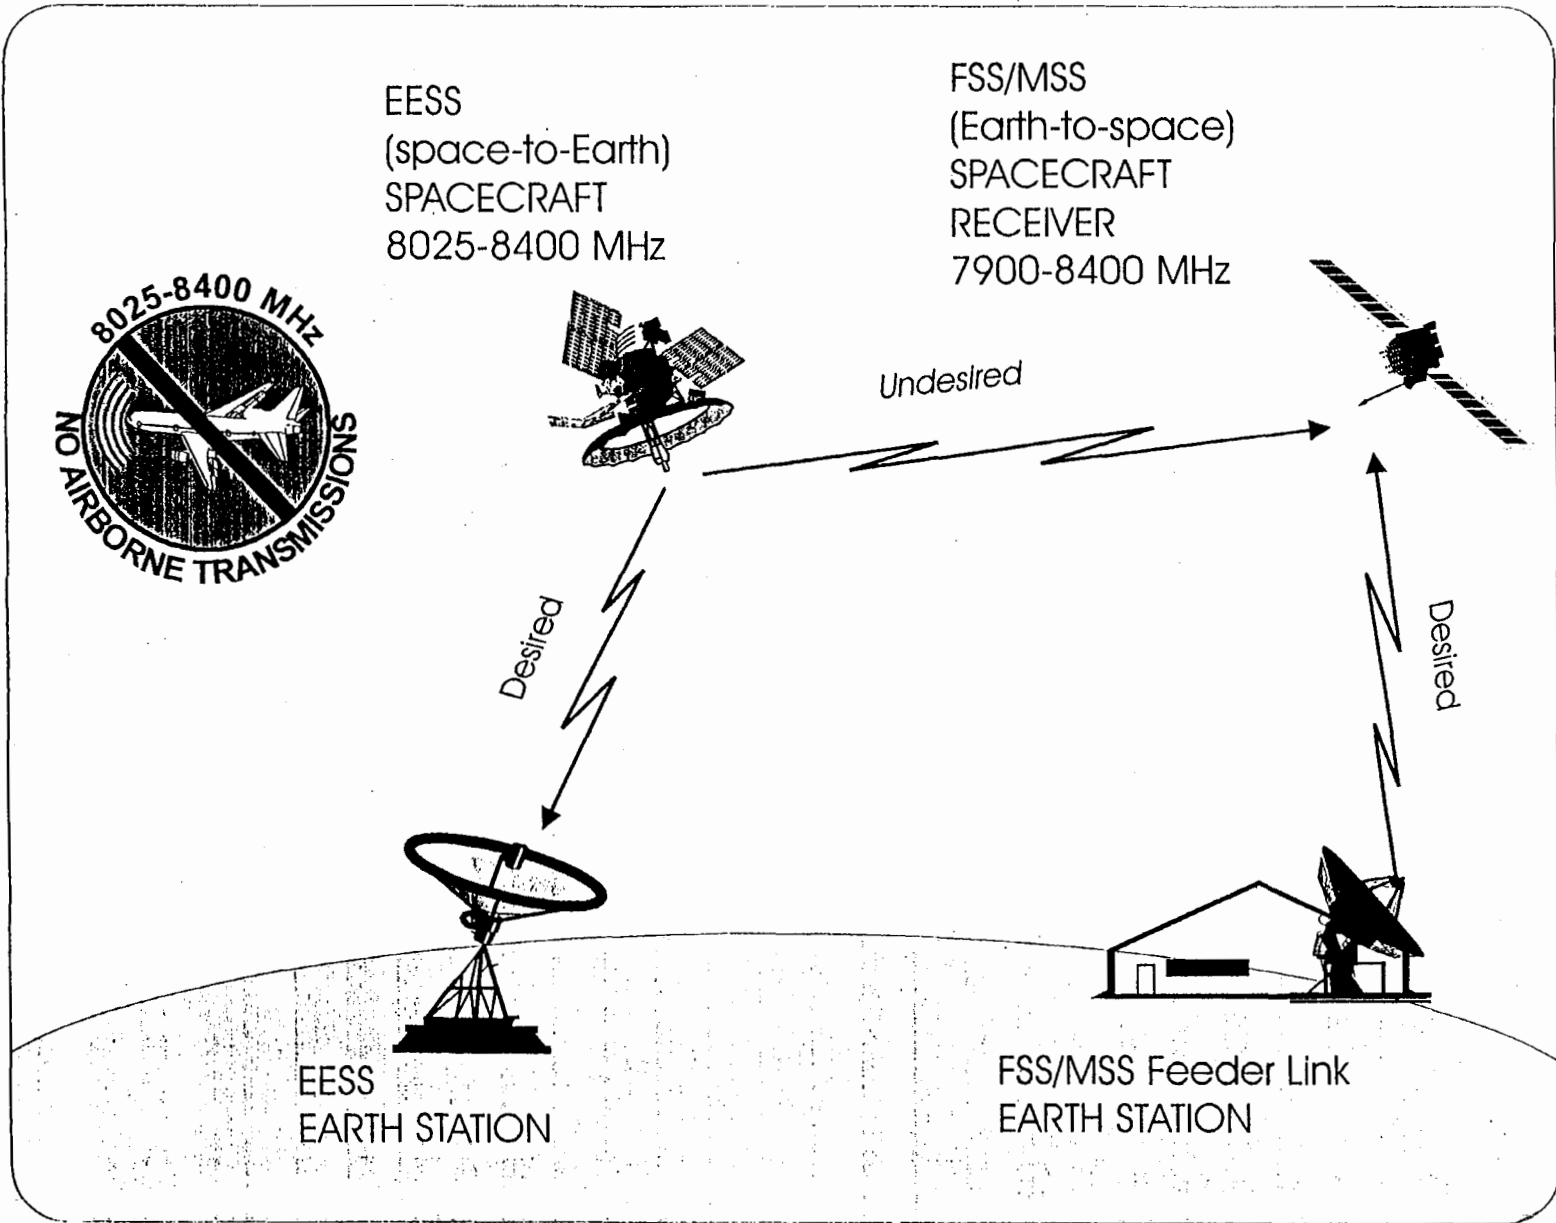 EESS
(space-to-Earth)
SPACECRAFT
8025-8400 MHz
FSS/MSS
(Earth-to-space)
SPACECRAFT
RECEIVER
7900-8400 MHz
8025-8400 MHz
NO AIRBORNE TRANSMISSIONS
Undesired
Desired
Desired
EESS
EARTH STATION
FSS/MSS Feeder Link
EARTH STATION